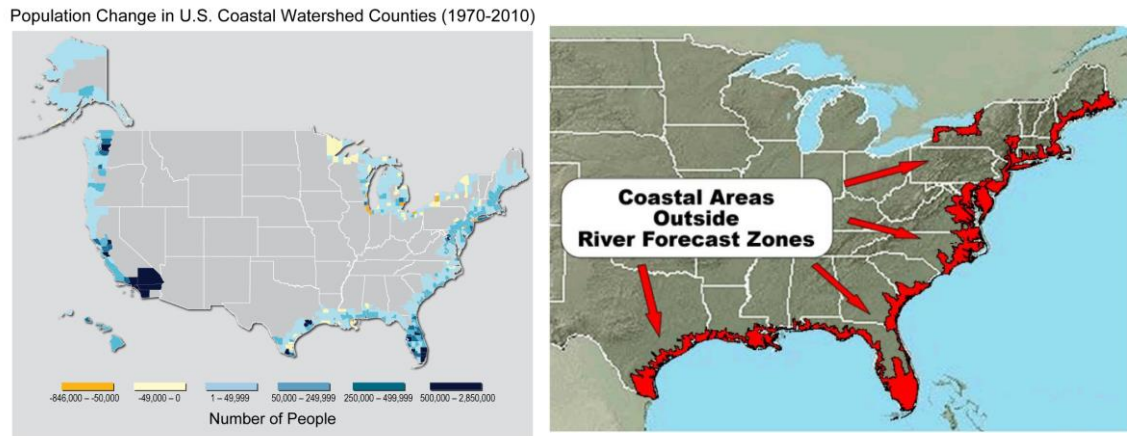 Population Change in U.S. Coastal Watershed Counties (1970-2010)
-846,000 – -50,000
-49,000 – 0
1 – 49,999
50,000 – 249,999
250,000 – 499,999
500,000 – 2,850,000
Number of People
Coastal Areas
Outside
River Forecast Zones